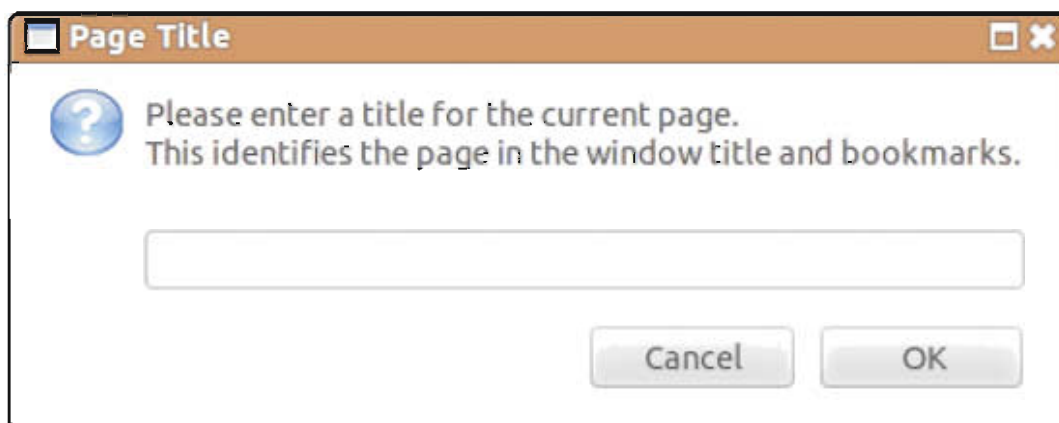 Page Title
Please enter a title for the current page.
This identifies the page in the window title and bookmarks.
Cancel OK